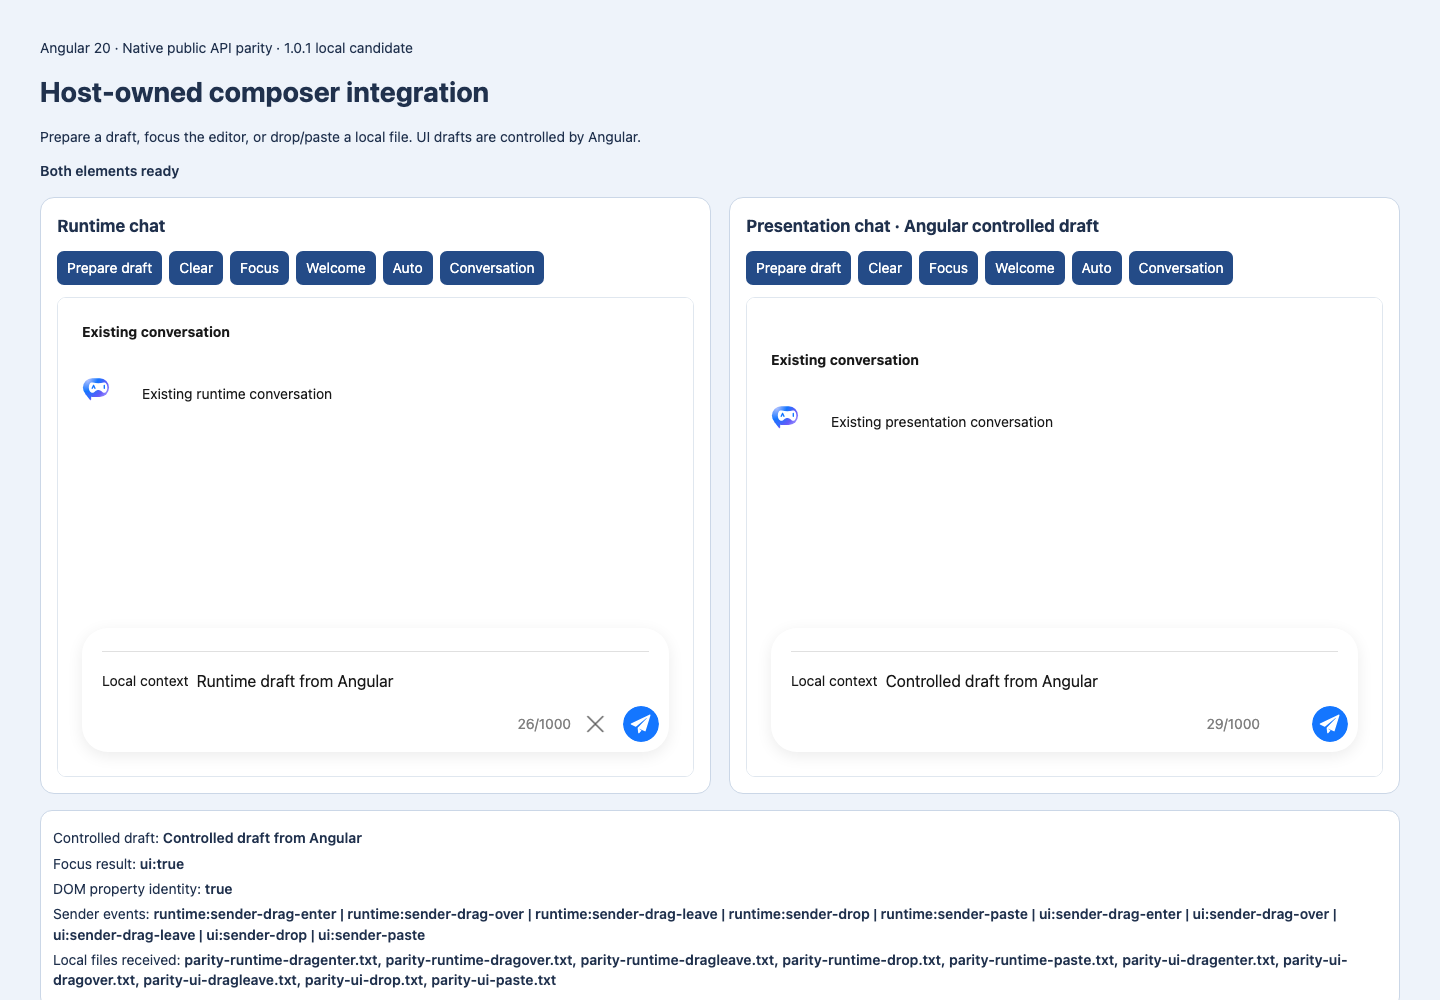 Angular 20 · Native public API parity · 1.0.1 local candidate
Host-owned composer integration
Prepare a draft, focus the editor, or drop/paste a local file. UI drafts are controlled by Angular.
Both elements ready
Runtime chat
Prepare draft Clear Focus Welcome Auto Conversation
Existing conversation
Existing runtime conversation
Local context Runtime draft from Angular
26/1000
Presentation chat · Angular controlled draft
Prepare draft Clear Focus Welcome Auto Conversation
Existing conversation
Existing presentation conversation
Local context Controlled draft from Angular
29/1000
Controlled draft: Controlled draft from Angular
Focus result: ui:true
DOM property identity: true
Sender events: runtime:sender-drag-enter | runtime:sender-drag-over | runtime:sender-drag-leave | runtime:sender-drop | runtime:sender-paste | ui:sender-drag-enter | ui:sender-drag-over |
ui:sender-drag-leave | ui:sender-drop | ui:sender-paste
Local files received: parity-runtime-dragenter.txt, parity-runtime-dragover.txt, parity-runtime-dragleave.txt, parity-runtime-drop.txt, parity-runtime-paste.txt, parity-ui-dragenter.txt, parity-ui-
dragover.txt, parity-ui-dragleave.txt, parity-ui-drop.txt, parity-ui-paste.txt